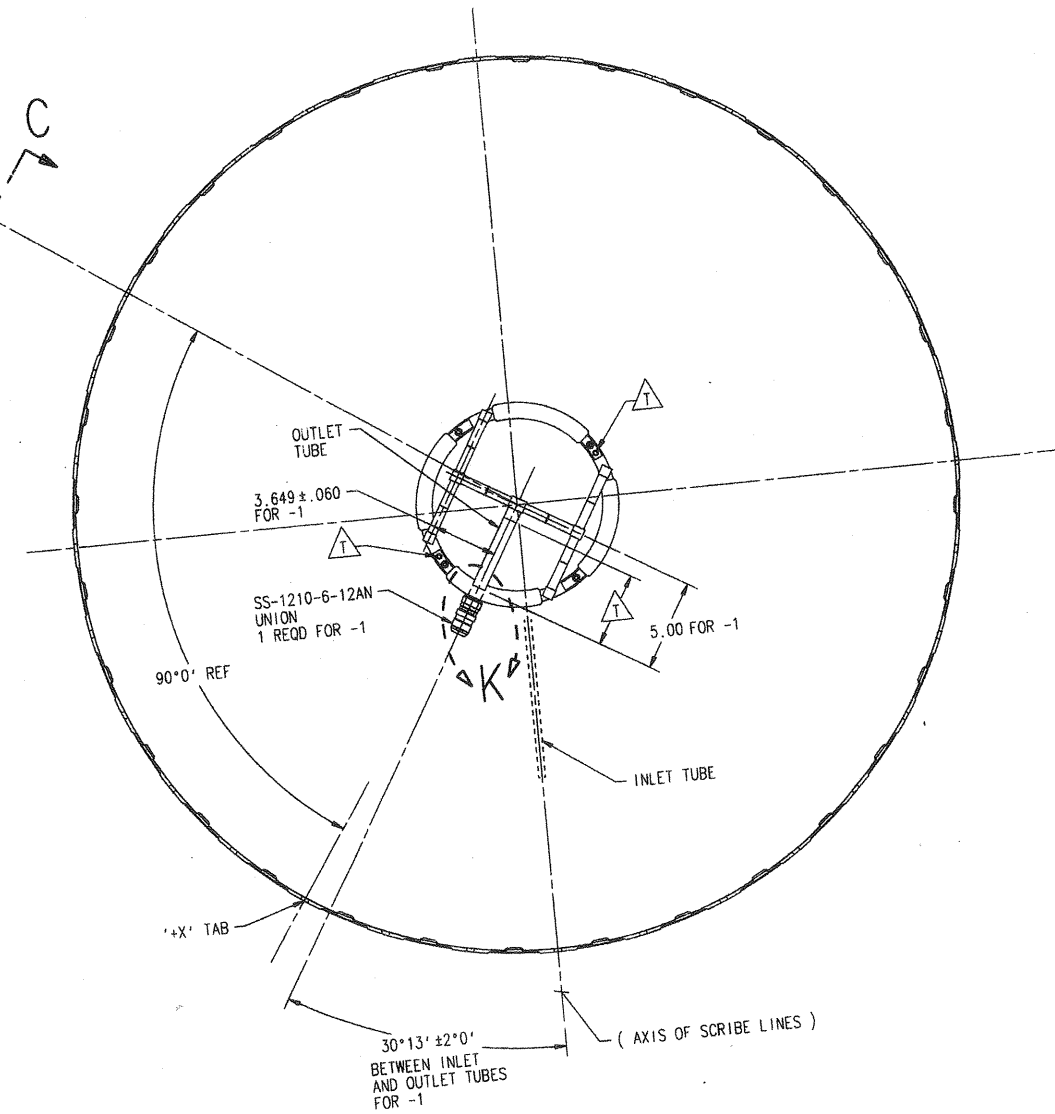 C
T
OUTLET
TUBE
3.649±.060
FOR -1
T
SS-1210-6-12AN
UNION
1 REQD FOR -1
T
5.00 FOR -1
90°0' REF
K
INLET TUBE
'+X' TAB
( AXIS OF SCRIBE LINES )
30°13' ±2°0'
BETWEEN INLET
AND OUTLET TUBES
FOR -1